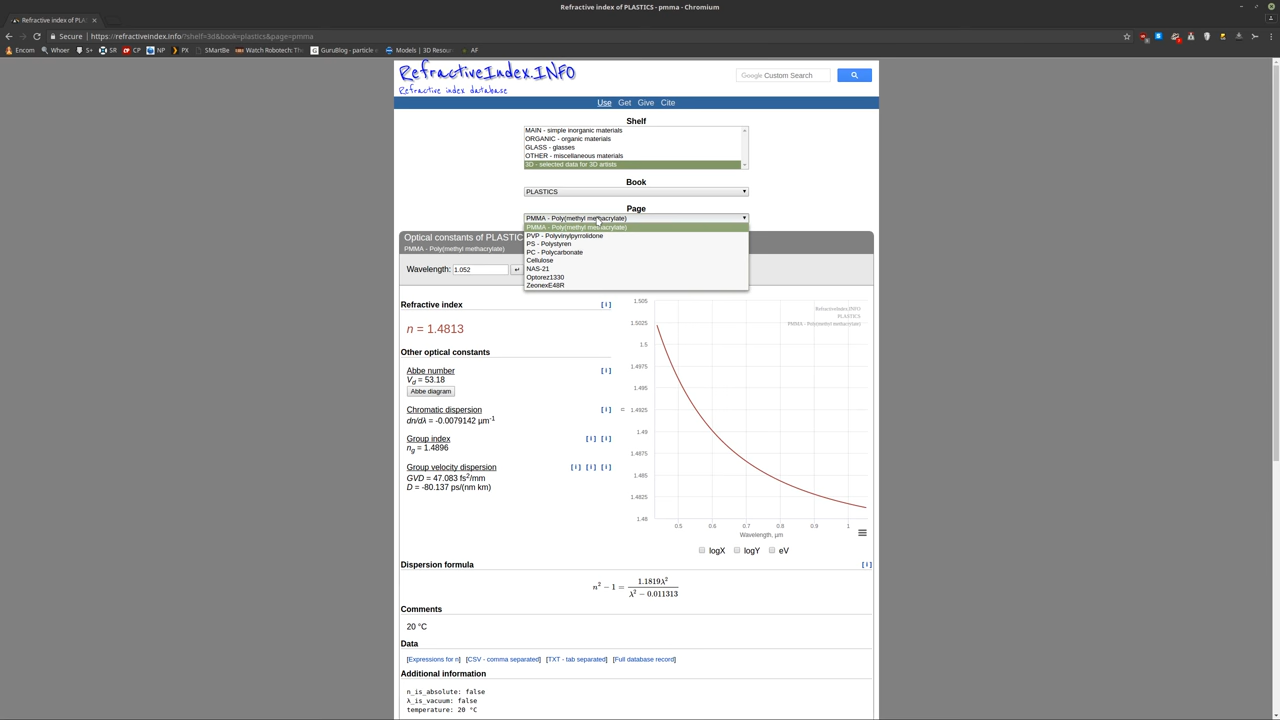 Refractive index of PLASTICS - pmma - Chromium
Refractive index of PLA
Secure | https://refractiveindex.info/?shelf=3d&book=plastics&page=pmma
Encom Whoer S+ SR CP NP PX SMartBe Watch Robotech: Th GuruBlog - particle e Models | 3D Resour AF
RefractiveIndex.INFO
Refractive index database
Google Custom Search
Use Get Give Cite
Shelf
MAIN - simple inorganic materials
ORGANIC - organic materials
GLASS - glasses
OTHER - miscellaneous materials
3D - selected data for 3D artists
Book
PLASTICS
Page
PMMA - Poly(methyl methacrylate)
PMMA - Poly(methyl methacrylate)
PVP - Polyvinylpyrrolidone
PS - Polystyren
PC - Polycarbonate
Cellulose
NAS-21
Optorez1330
ZeonexE48R
Optical constants of PLASTIC
PMMA - Poly(methyl methacrylate)
Wavelength: 1.052
Refractive index [ i ]
n = 1.4813
Other optical constants
Abbe number [ i ]
Vd = 53.18
Abbe diagram
Chromatic dispersion [ i ]
dn/dλ = -0.0079142 µm-1
Group index [ i ] [ i ]
ng = 1.4896
Group velocity dispersion [ i ] [ i ] [ i ]
GVD = 47.083 fs2/mm
D = -80.137 ps/(nm km)
RefractiveIndex.INFO
PLASTICS
PMMA - Poly(methyl methacrylate)
1.505
1.5025
1.5
1.4975
1.495
1.4925
1.49
1.4875
1.485
1.4825
1.48
n
0.5 0.6 0.7 0.8 0.9 1
Wavelength, µm
logX logY eV
Dispersion formula [ i ]
n2 − 1 = 1.1819λ2 / λ2 − 0.011313
Comments
20 °C
Data
[Expressions for n] [CSV - comma separated] [TXT - tab separated] [Full database record]
Additional information
n_is_absolute: false
λ_is_vacuum: false
temperature: 20 °C